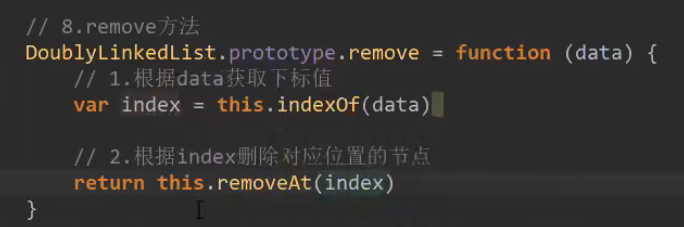 // 8.remove方法
DoublyLinkedList.prototype.remove = function (data) {
// 1.根据data获取下标值
var index = this.indexOf(data)
// 2.根据index删除对应位置的节点
return this.removeAt(index)
}